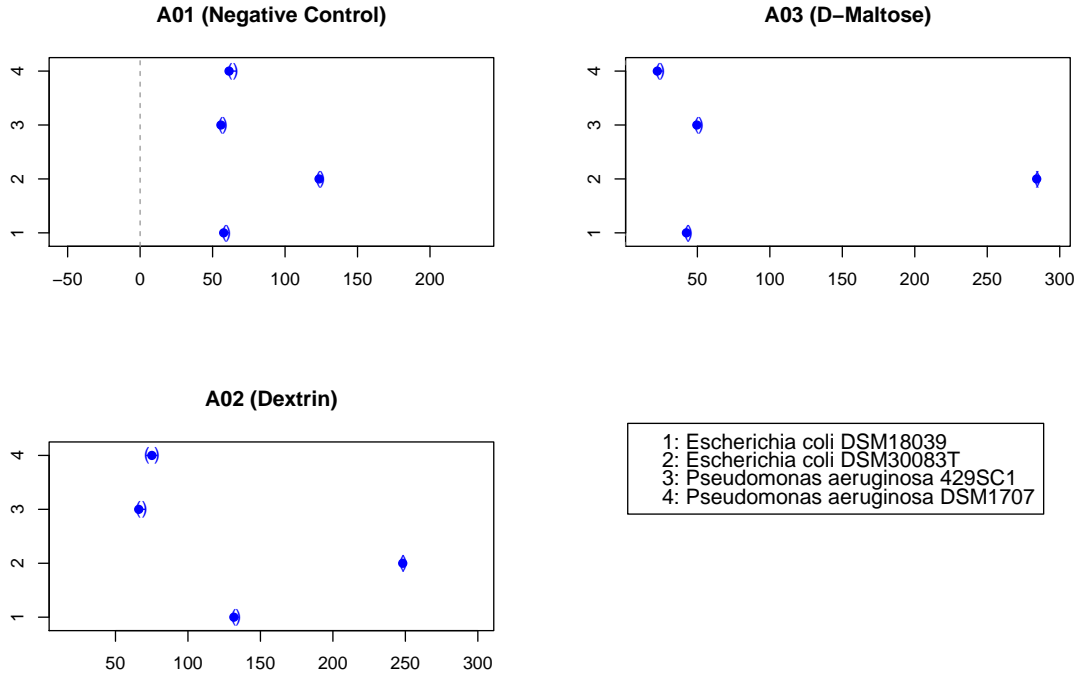 A01 (Negative Control)
4
3
2
1
−50 0 50 100 150 200
A03 (D−Maltose)
4
3
2
1
50 100 150 200 250 300
A02 (Dextrin)
4
3
2
1
50 100 150 200 250 300
1: Escherichia coli DSM18039
2: Escherichia coli DSM30083T
3: Pseudomonas aeruginosa 429SC1
4: Pseudomonas aeruginosa DSM1707